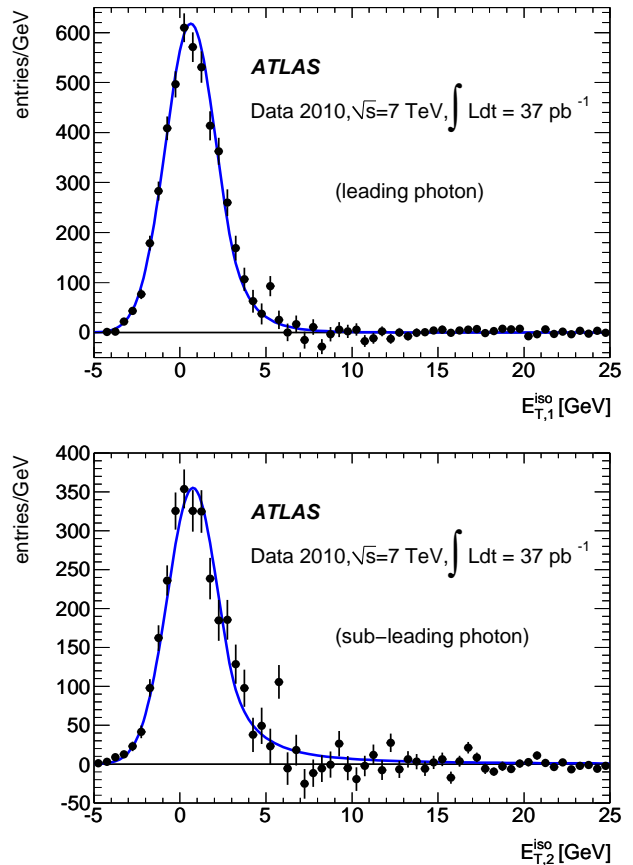 entries/GeV
600
500
400
300
200
100
0
ATLAS
Data 2010,√s=7 TeV,∫ Ldt = 37 pb⁻¹
(leading photon)
-5 0 5 10 15 20 25
E_{T,1}^{iso} [GeV]
entries/GeV
400
350
300
250
200
150
100
50
0
-50
ATLAS
Data 2010,√s=7 TeV,∫ Ldt = 37 pb⁻¹
(sub−leading photon)
-5 0 5 10 15 20 25
E_{T,2}^{iso} [GeV]